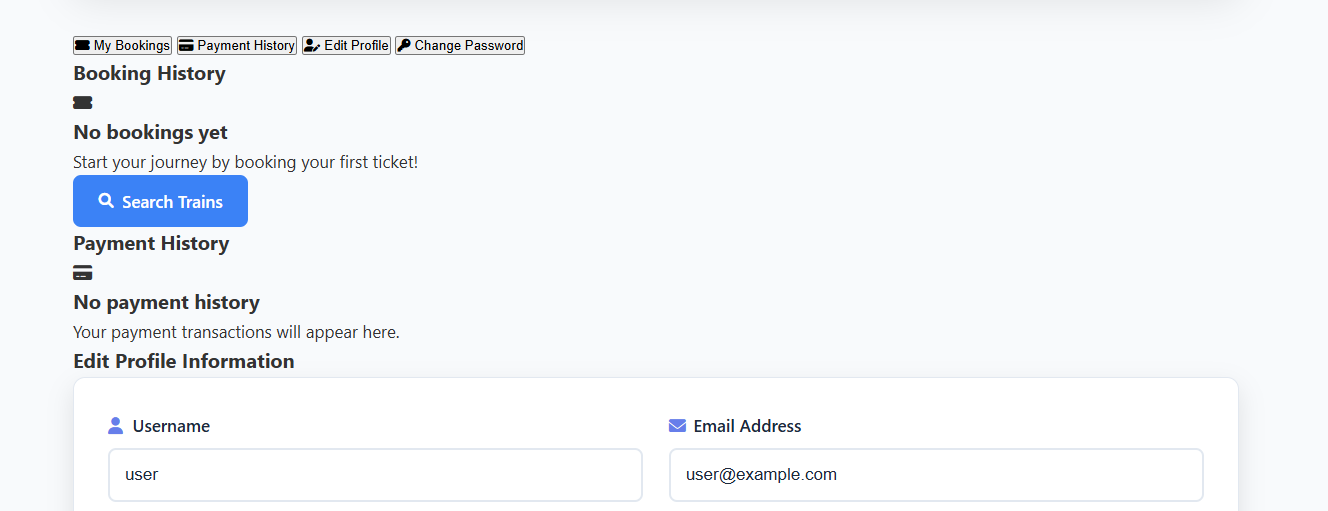 My Bookings Payment History Edit Profile Change Password
Booking History
No bookings yet
Start your journey by booking your first ticket!
Search Trains
Payment History
No payment history
Your payment transactions will appear here.
Edit Profile Information
Username Email Address
user user@example.com